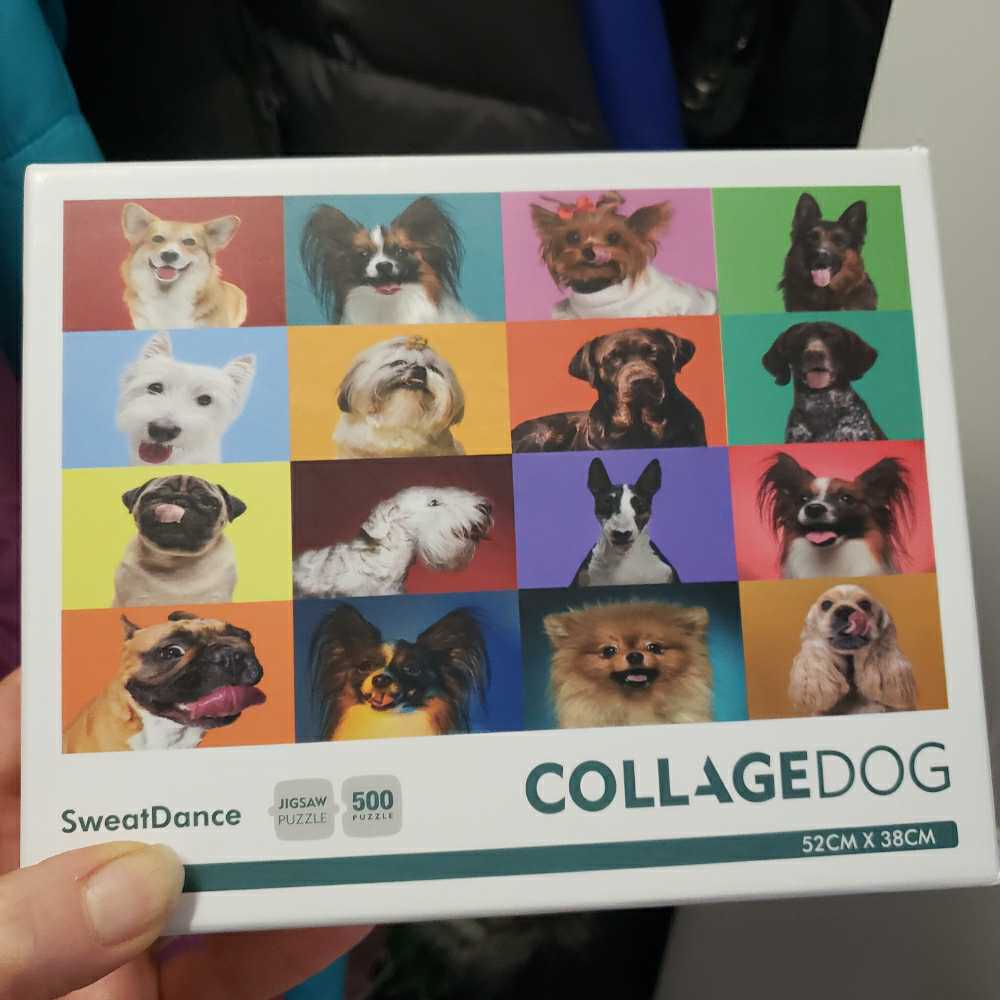 SweatDance
JIGSAW
PUZZLE
500
PUZZLE
COLLAGEDOG
52CM X 38CM